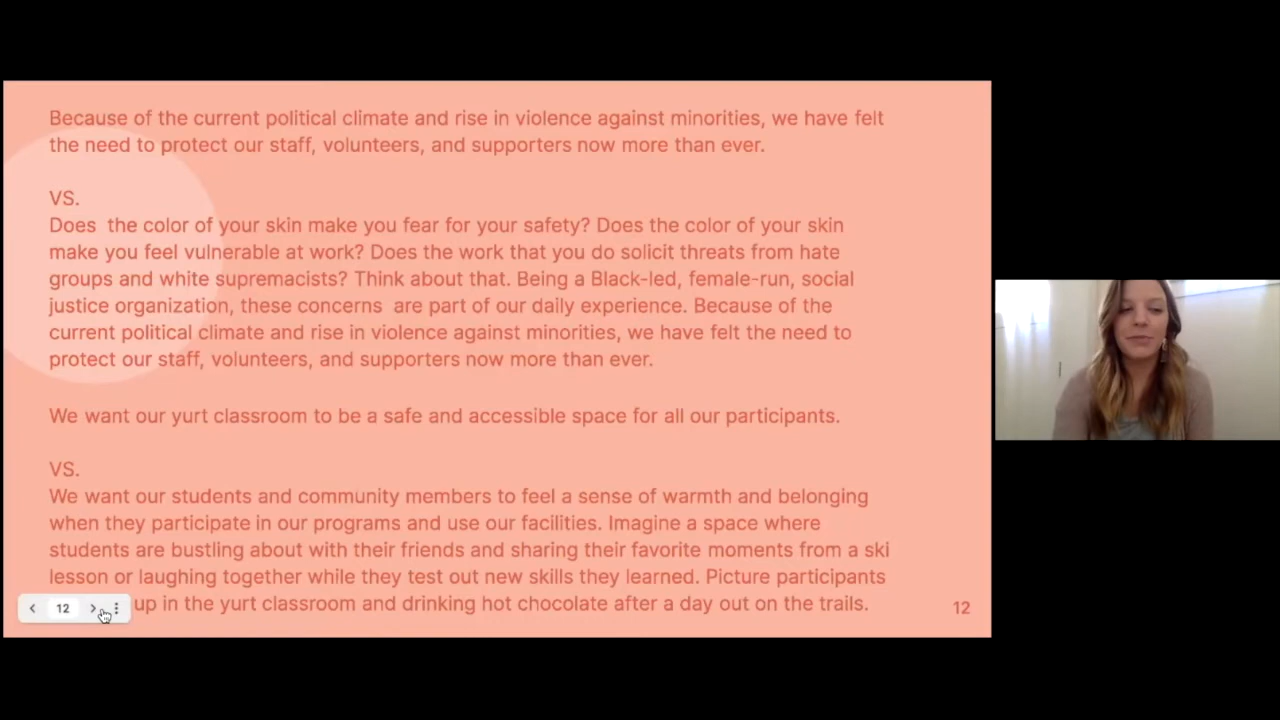 Because of the current political climate and rise in violence against minorities, we have felt
the need to protect our staff, volunteers, and supporters now more than ever.
VS.
Does the color of your skin make you fear for your safety? Does the color of your skin
make you feel vulnerable at work? Does the work that you do solicit threats from hate
groups and white supremacists? Think about that. Being a Black-led, female-run, social
justice organization, these concerns are part of our daily experience. Because of the
current political climate and rise in violence against minorities, we have felt the need to
protect our staff, volunteers, and supporters now more than ever.
We want our yurt classroom to be a safe and accessible space for all our participants.
VS.
We want our students and community members to feel a sense of warmth and belonging
when they participate in our programs and use our facilities. Imagine a space where
students are bustling about with their friends and sharing their favorite moments from a ski
lesson or laughing together while they test out new skills they learned. Picture participants
up in the yurt classroom and drinking hot chocolate after a day out on the trails.
12
12